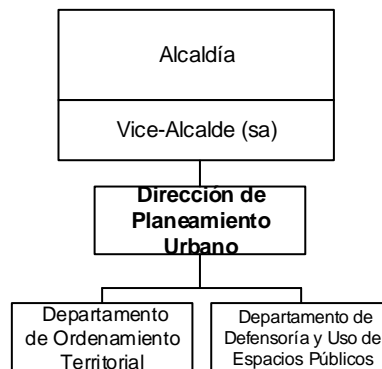 Alcaldía
Vice-Alcalde (sa)
Dirección de
Planeamiento
Urbano
Departamento
de Ordenamiento
Territorial
Departamento de
Defensoría y Uso de
Espacios Públicos